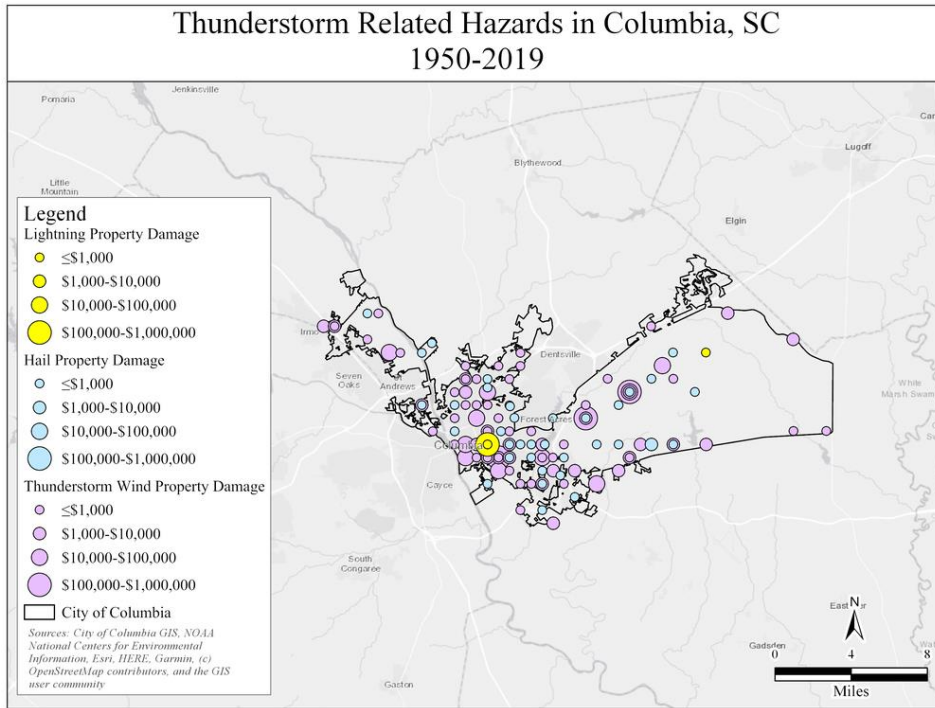 Thunderstorm Related Hazards in Columbia, SC
1950-2019
Pomaria
Jenkinsville
Little
Mountain
Blythewood
Lugoff
Elgin
Irmo
Dentsville
Seven
Oaks
Andrews
Forest Acres
Columbia
Cayce
White
Marsh Swam
South
Congaree
Gaston
Gadsden
Legend
Lightning Property Damage
≤$1,000
$1,000-$10,000
$10,000-$100,000
$100,000-$1,000,000
Hail Property Damage
≤$1,000
$1,000-$10,000
$10,000-$100,000
$100,000-$1,000,000
Thunderstorm Wind Property Damage
≤$1,000
$1,000-$10,000
$10,000-$100,000
$100,000-$1,000,000
City of Columbia
Sources: City of Columbia GIS, NOAA
National Centers for Environmental
Information, Esri, HERE, Garmin, (c)
OpenStreetMap contributors, and the GIS
user community
N
0 4 8
Miles